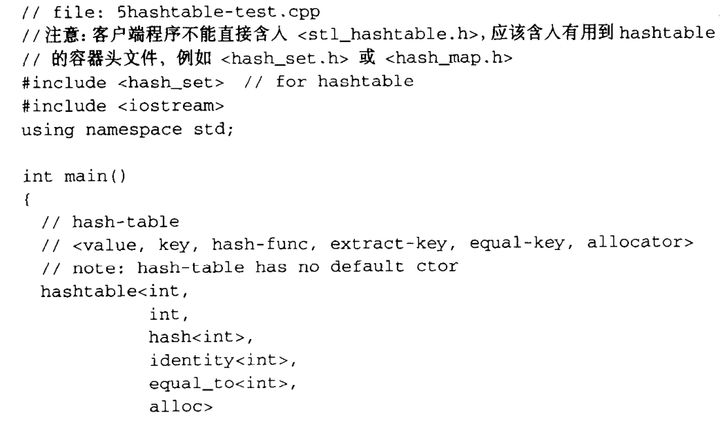 // file: 5hashtable-test.cpp
//注意：客户端程序不能直接含入 <stl_hashtable.h>，应该含入有用到 hashtable
// 的容器头文件，例如 <hash_set.h> 或 <hash_map.h>
#include <hash_set> // for hashtable
#include <iostream>
using namespace std;
int main()
{
// hash-table
// <value, key, hash-func, extract-key, equal-key, allocator>
// note: hash-table has no default ctor
hashtable<int,
int,
hash<int>,
identity<int>,
equal_to<int>,
alloc>